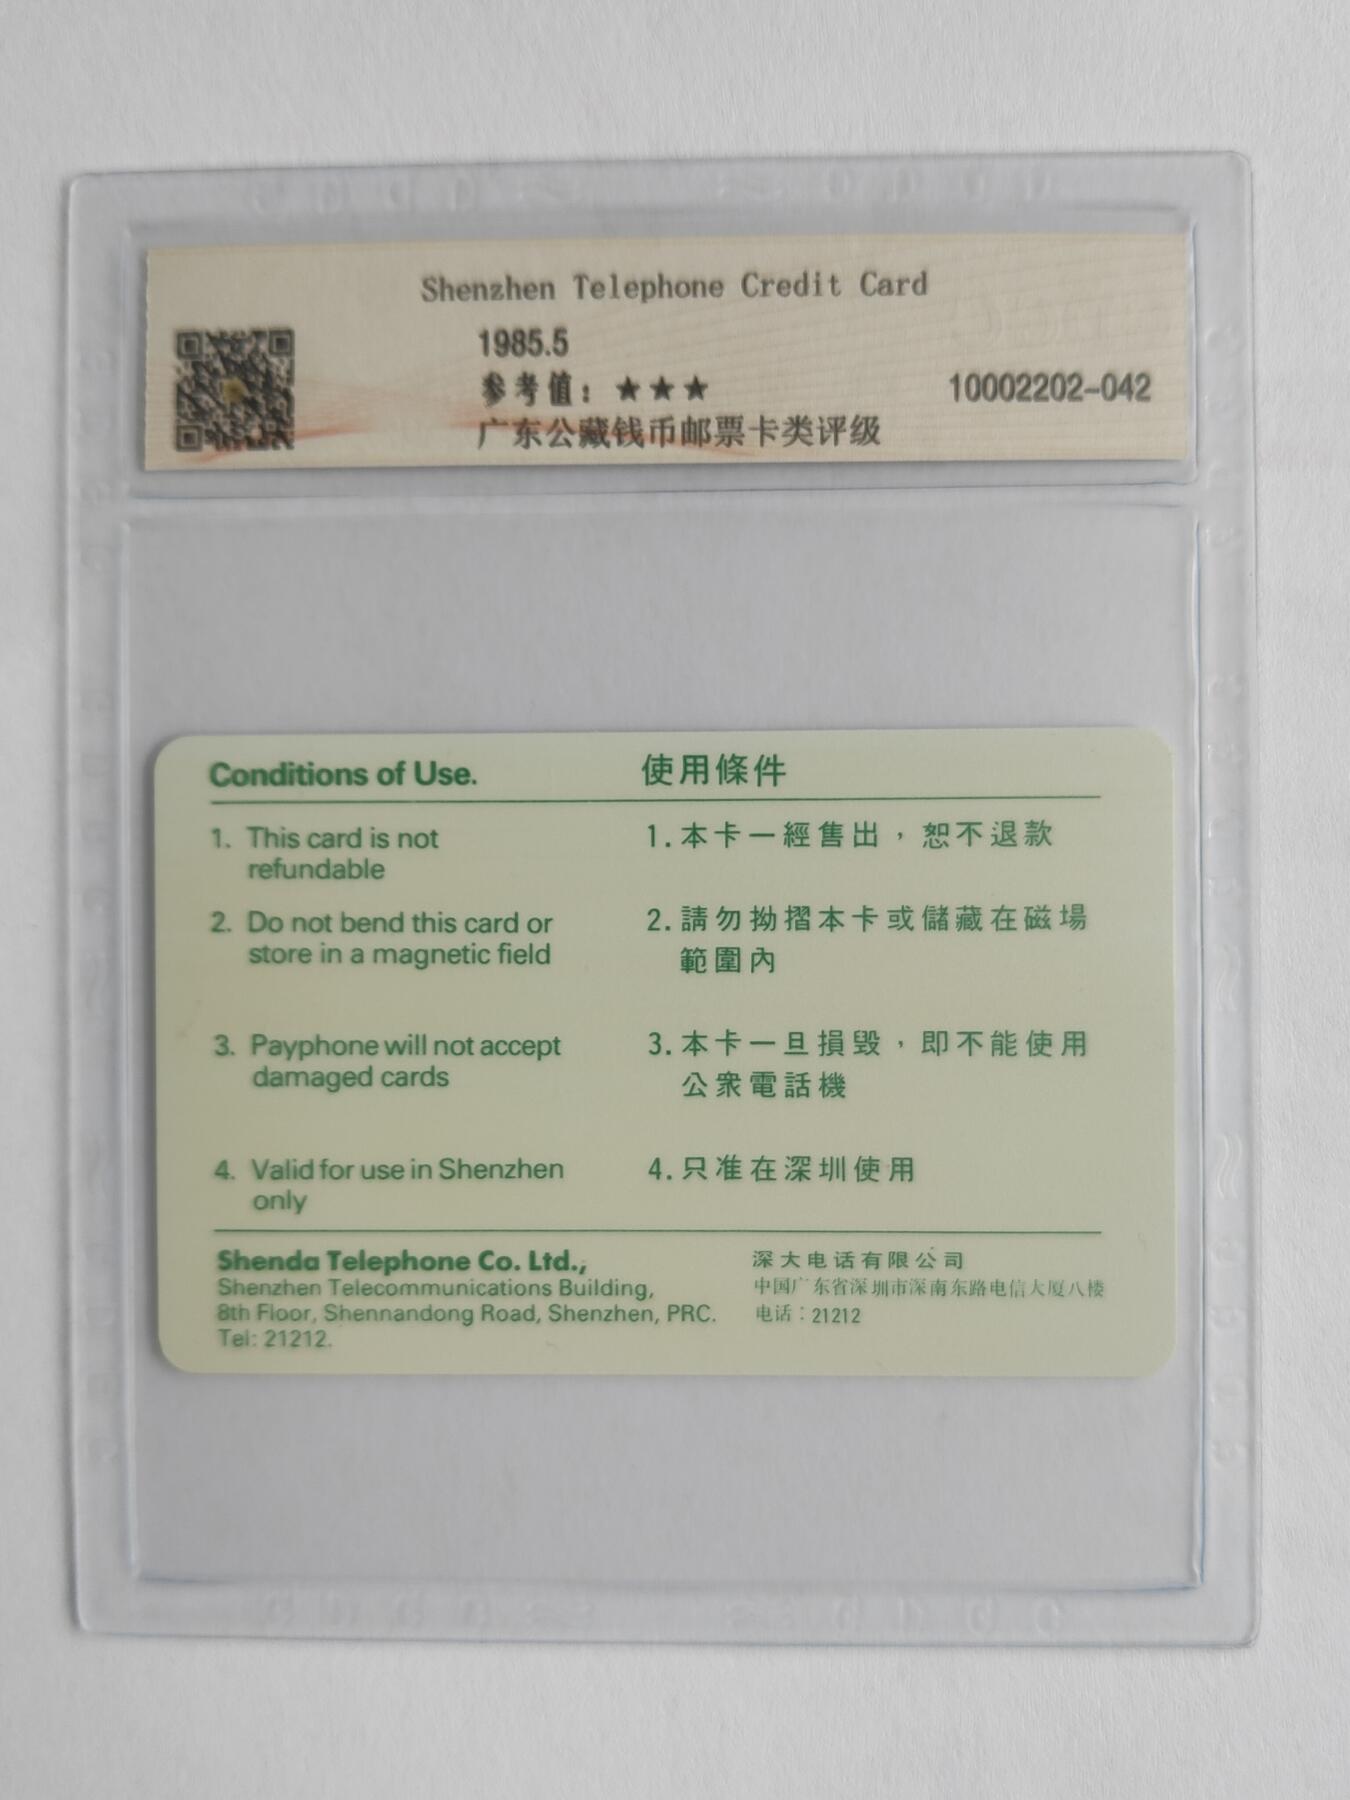 Shenzhen Telephone Credit Card
1985.5
参考值：★★★
10002202-042
广东公藏钱币邮票卡类评级
Conditions of Use.
使用條件
1. This card is not
refundable
1.本卡一經售出，恕不退款
2. Do not bend this card or
store in a magnetic field
2.請勿拗摺本卡或儲藏在磁場
範圍內
3. Payphone will not accept
damaged cards
3.本卡一旦損毀，即不能使用
公衆電話機
4. Valid for use in Shenzhen
only
4.只准在深圳使用
Shenda Telephone Co. Ltd.,
Shenzhen Telecommunications Building,
8th Floor, Shennandong Road, Shenzhen, PRC.
Tel: 21212.
深大电话有限公司
中国广东省深圳市深南东路电信大厦八楼
电话：21212